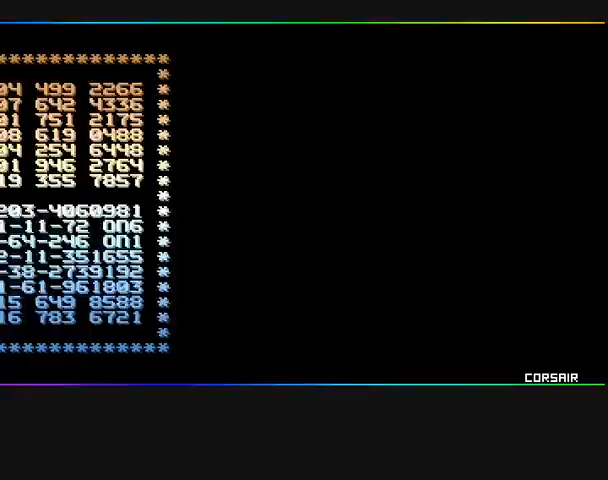 *************
*
04 499 2266 *
07 642 4336 *
01 751 2175 *
08 619 0488 *
04 254 6448 *
01 946 2764 *
19 355 7857 *
*
203-4060981 *
1-11-72 ON6 *
-64-246 ON1 *
2-11-351655 *
-38-2739192 *
1-61-961803 *
15 649 8588 *
16 783 6721 *
*
*************
CORSAIR